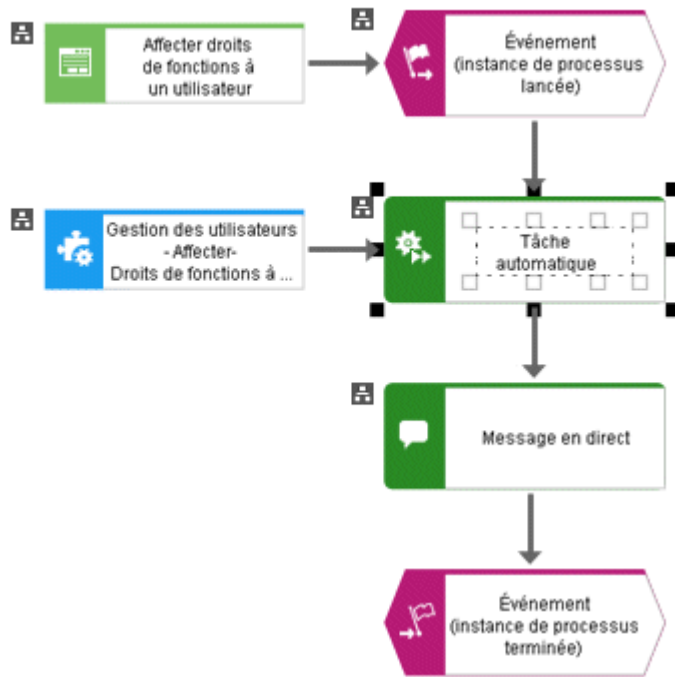 Affecter droits
de fonctions à
un utilisateur
Événement
(instance de processus
lancée)
Gestion des utilisateurs
-Affecter-
Droits de fonctions à ...
Tâche
automatique
Message en direct
Événement
(instance de processus
terminée)